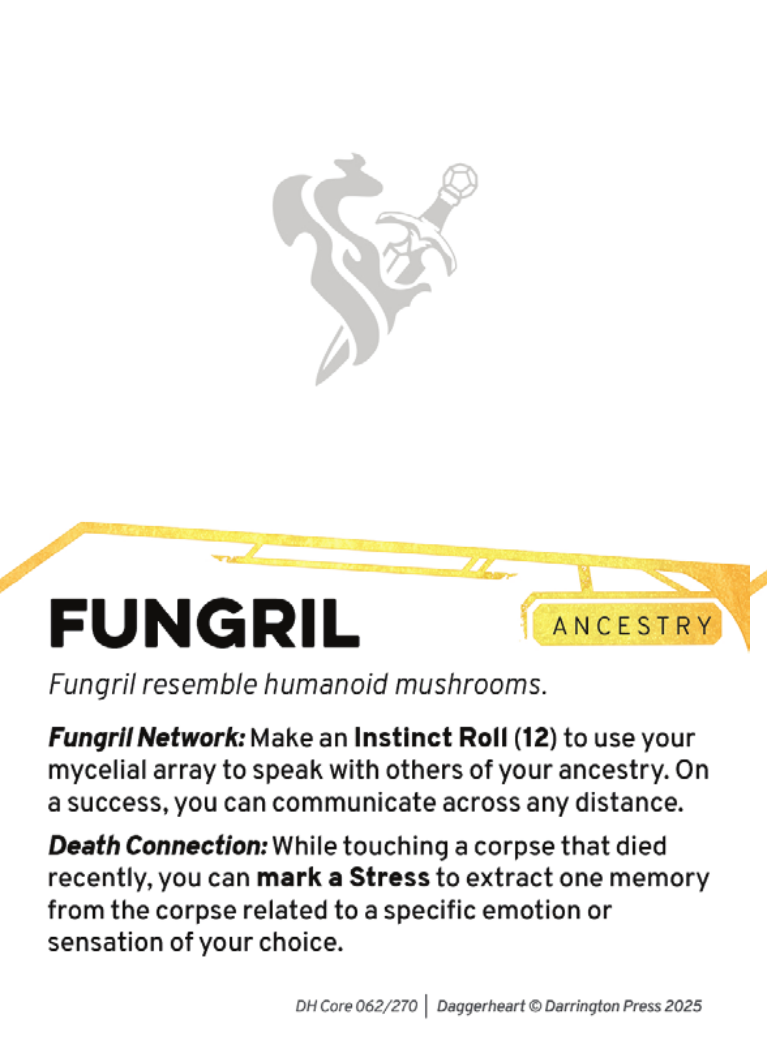 FUNGRIL
ANCESTRY
Fungril resemble humanoid mushrooms.
Fungril Network: Make an Instinct Roll (12) to use your
mycelial array to speak with others of your ancestry. On
a success, you can communicate across any distance.
Death Connection: While touching a corpse that died
recently, you can mark a Stress to extract one memory
from the corpse related to a specific emotion or
sensation of your choice.
DH Core 062/270 | Daggerheart © Darrington Press 2025